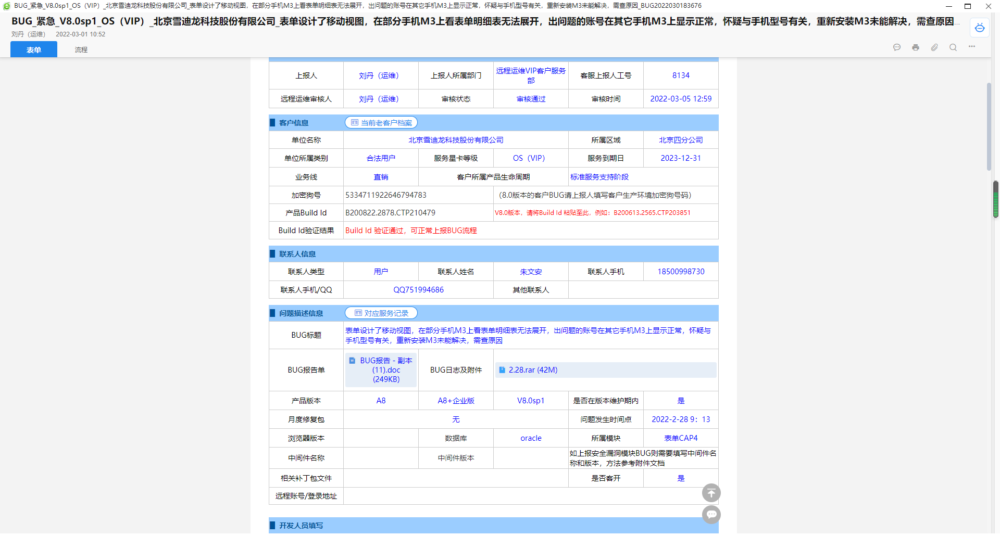 BUG_紧急_V8.0sp1_OS（VIP）_北京雪迪龙科技股份有限公司_表单设计了移动视图，在部分手机M3上看表单明细表无法展开，出问题的账号在其它手机M3上显示正常，怀疑与手机型号有关，重新安装M3未能解决，需查原因_BUG2022030183676
BUG_紧急_V8.0sp1_OS（VIP）_北京雪迪龙科技股份有限公司_表单设计了移动视图，在部分手机M3上看表单明细表无法展开，出问题的账号在其它手机M3上显示正常，怀疑与手机型号有关，重新安装M3未能解决，需查原因...
刘丹（运维） 2022-03-01 10:52
表单 流程
上报人 刘丹（运维） 上报人所属部门 远程运维VIP客户服务 客服上报人工号 8134
部
远程运维审核人 刘丹（运维） 审核状态 审核通过 审核时间 2022-03-05 12:59
客户信息 当前老客户档案
单位名称 北京雪迪龙科技股份有限公司 所属区域 北京四分公司
单位所属类别 合法用户 服务星卡等级 OS（VIP） 服务到期日 2023-12-31
业务线 直销 客户所属产品生命周期 标准服务支持阶段
加密狗号 5334711922646794783 （8.0版本的客户BUG请上报人填写客户生产环境加密狗号码）
产品Build Id B200822.2878.CTP210479 V8.0版本，请将Build Id 粘贴至此，例如：B200613.2565.CTP203851
Build Id验证结果 Build Id 验证通过，可正常上报BUG流程
联系人信息
联系人类型 用户 联系人姓名 朱文安 联系人手机 18500998730
联系人手机/QQ QQ751994686 其他联系人
问题描述信息 对应服务记录
BUG标题 表单设计了移动视图，在部分手机M3上看表单明细表无法展开，出问题的账号在其它手机M3上显示正常，怀疑与
手机型号有关，重新安装M3未能解决，需查原因
BUG报告单 BUG报告 - 副本 BUG日志及附件 2.28.rar (42M)
(11).doc
(249KB)
产品版本 A8 A8+企业版 V8.0sp1 是否在版本维护期内 是
月度修复包 无 问题发生时间点 2022-2-28 9：13
浏览器版本 数据库 oracle 所属模块 表单CAP4
中间件名称 中间件版本 如上报安全漏洞模块BUG则需要填写中间件名
称和版本，方法参考附件文档
相关补丁包文件 是否客开 是
远程账号/登录地址
开发人员填写